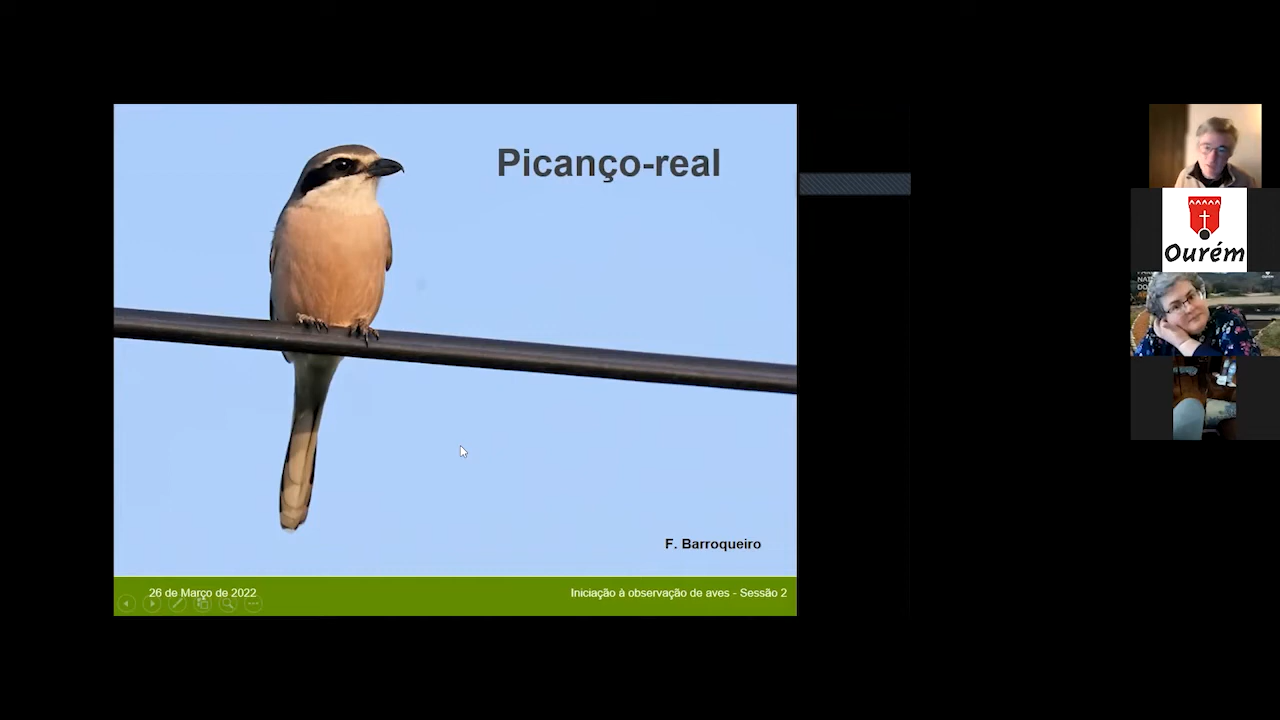 Picanço-real
F. Barroqueiro
26 de Março de 2022
Iniciação à observação de aves - Sessão 2
Ourém